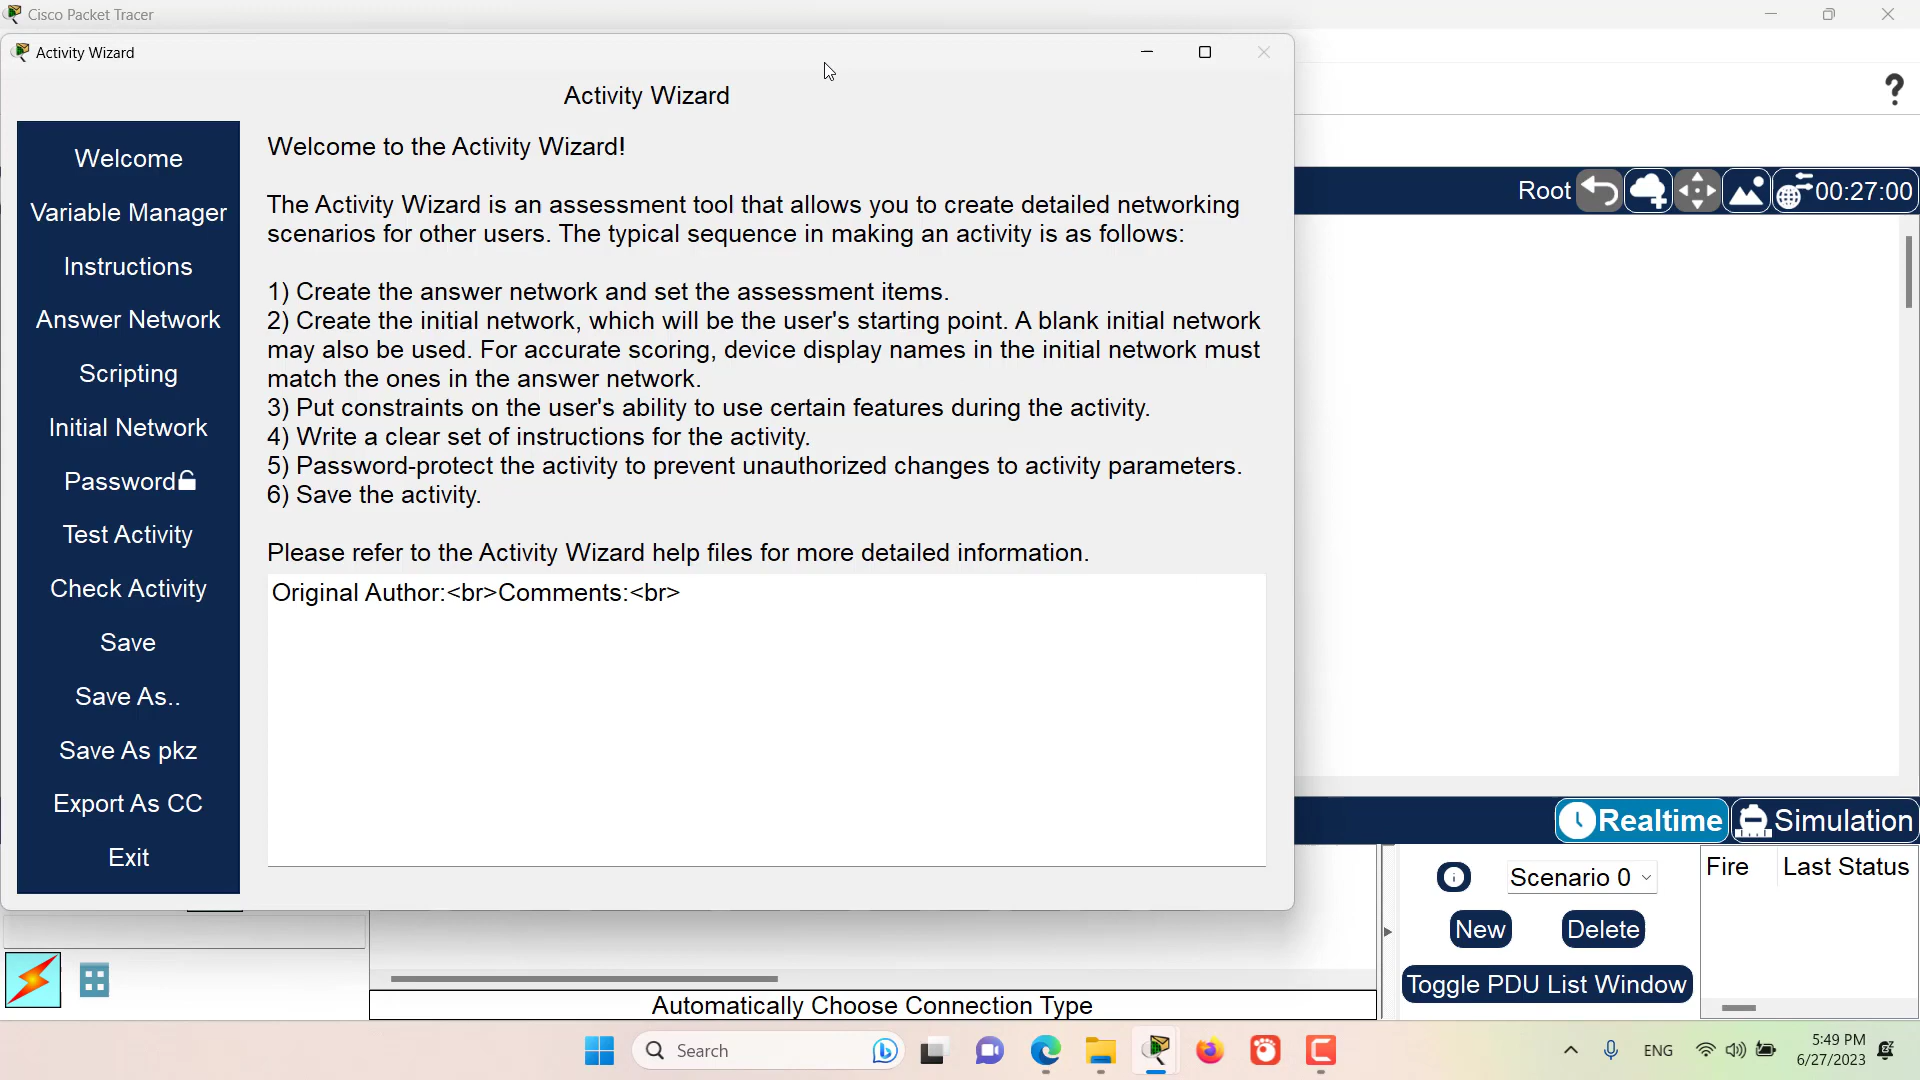 Cisco Packet Tracer
Activity Wizard
Activity Wizard
Welcome
Variable Manager
Instructions
Answer Network
Scripting
Initial Network
Password
Test Activity
Check Activity
Save
Save As..
Save As pkz
Export As CC
Exit
Welcome to the Activity Wizard!
The Activity Wizard is an assessment tool that allows you to create detailed networking
scenarios for other users. The typical sequence in making an activity is as follows:
1) Create the answer network and set the assessment items.
2) Create the initial network, which will be the user's starting point. A blank initial network
may also be used. For accurate scoring, device display names in the initial network must
match the ones in the answer network.
3) Put constraints on the user's ability to use certain features during the activity.
4) Write a clear set of instructions for the activity.
5) Password-protect the activity to prevent unauthorized changes to activity parameters.
6) Save the activity.
Please refer to the Activity Wizard help files for more detailed information.
Original Author:<br>Comments:<br>
?
Root
00:27:00
Realtime
Simulation
Scenario 0
Fire
Last Status
New
Delete
Toggle PDU List Window
Automatically Choose Connection Type
Search
ENG
5:49 PM
6/27/2023